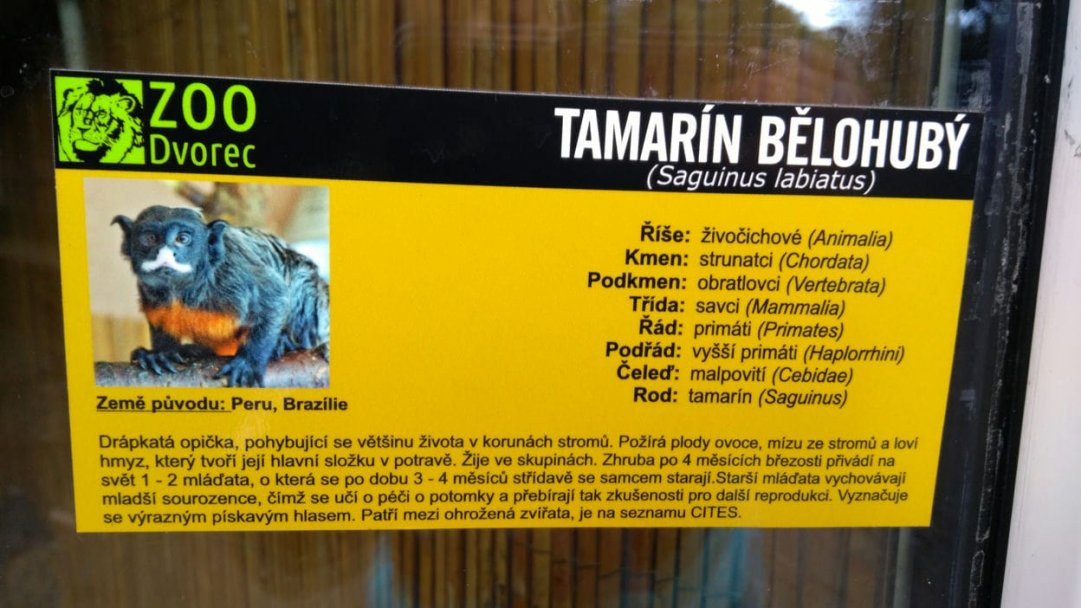 ZOO
Dvorec
TAMARÍN BĚLOHUBÝ
(Saguinus labiatus)
Říše: živočichové (Animalia)
Kmen: strunatci (Chordata)
Podkmen: obratlovci (Vertebrata)
Třída: savci (Mammalia)
Řád: primáti (Primates)
Podřád: vyšší primáti (Haplorrhini)
Čeleď: malpovití (Cebidae)
Rod: tamarín (Saguinus)
Země původu: Peru, Brazílie
Drápkatá opička, pohybující se většinu života v korunách stromů. Požírá plody ovoce, mízu ze stromů a loví
hmyz, který tvoří její hlavní složku v potravě. Žije ve skupinách. Zhruba po 4 měsících březosti přivádí na
svět 1 - 2 mláďata, o která se po dobu 3 - 4 měsíců střídavě se samcem starají.Starší mláďata vychovávají
mladší sourozence, čímž se učí o péči o potomky a přebírají tak zkušenosti pro další reprodukci. Vyznačuje
se výrazným pískavým hlasem. Patří mezi ohrožená zvířata, je na seznamu CITES.